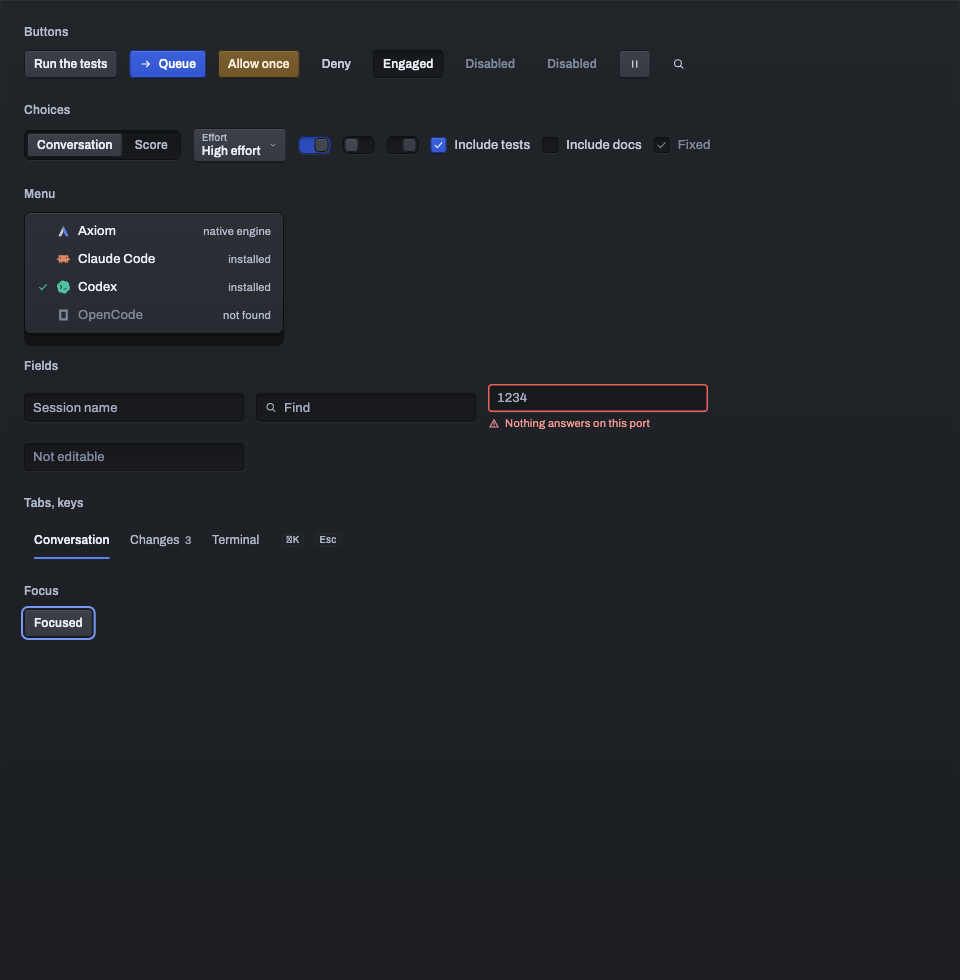 Buttons
Run the tests
Queue
Allow once
Deny
Engaged
Disabled
Disabled
Choices
Conversation
Score
Effort
High effort
Include tests
Include docs
Fixed
Menu
Axiom native engine
Claude Code installed
Codex installed
OpenCode not found
Fields
Session name
Find
1234
Nothing answers on this port
Not editable
Tabs, keys
Conversation
Changes 3
Terminal
⌘K
Esc
Focus
Focused